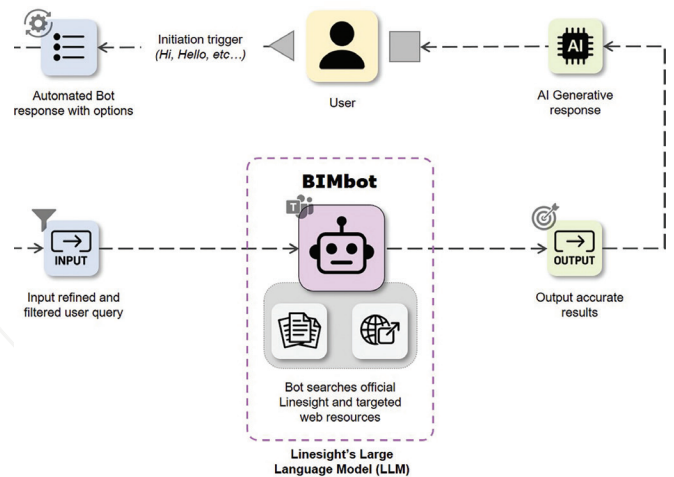 Initiation trigger
(Hi, Hello, etc...)
AI
Automated Bot
response with options
User
AI Generative
response
BIMbot
T
INPUT
OUTPUT
Input refined and
filtered user query
Output accurate
results
Bot searches official
Linesight and targeted
web resources
Linesight's Large
Language Model (LLM)